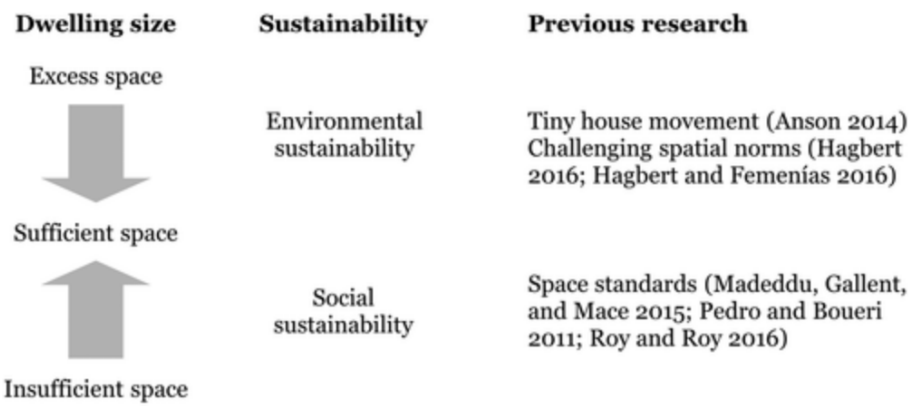 Dwelling size Sustainability Previous research
Excess space
Environmental sustainability
Tiny house movement (Anson 2014)
Challenging spatial norms (Hagbert
2016; Hagbert and Femenías 2016)
Sufficient space
Social
sustainability
Space standards (Madeddu, Gallent,
and Mace 2015; Pedro and Boueri
2011; Roy and Roy 2016)
Insufficient space